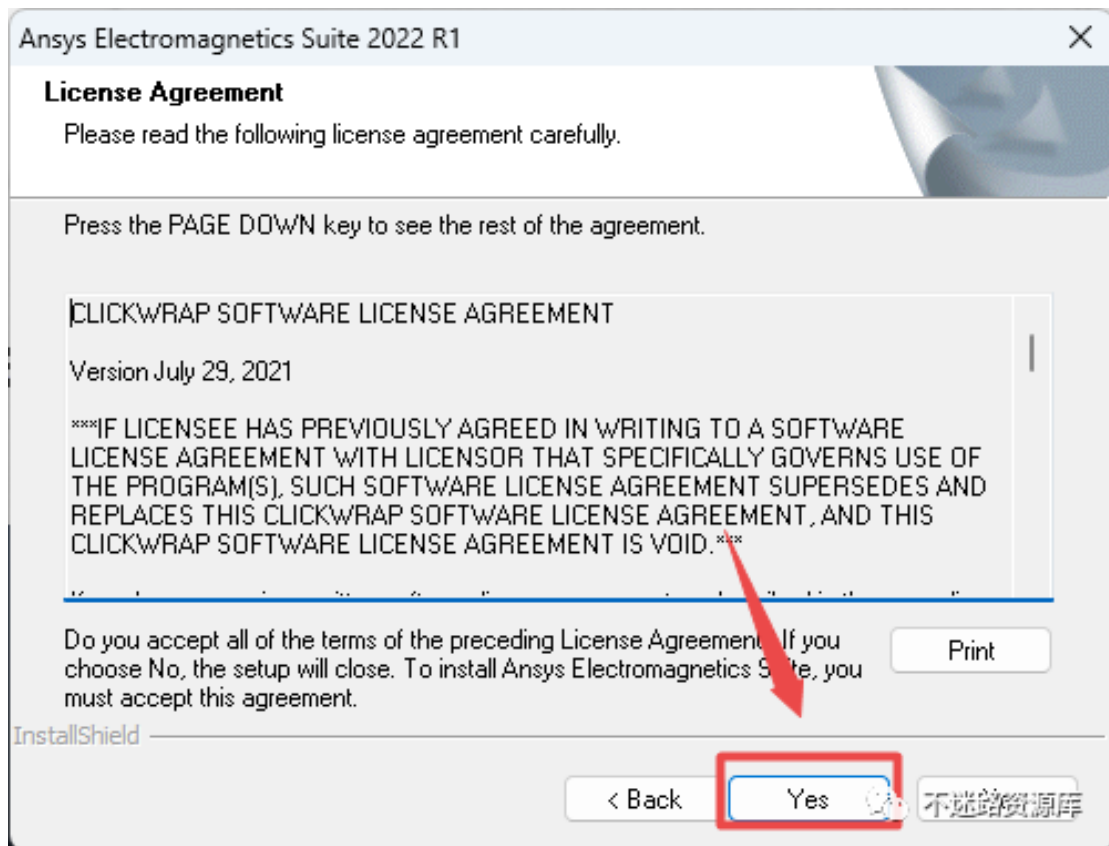 Ansys Electromagnetics Suite 2022 R1
License Agreement
Please read the following license agreement carefully.
Press the PAGE DOWN key to see the rest of the agreement.
CLICKWRAP SOFTWARE LICENSE AGREEMENT
Version July 29, 2021
***IF LICENSEE HAS PREVIOUSLY AGREED IN WRITING TO A SOFTWARE
LICENSE AGREEMENT WITH LICENSOR THAT SPECIFICALLY GOVERNS USE OF
THE PROGRAM(S), SUCH SOFTWARE LICENSE AGREEMENT SUPERSEDES AND
REPLACES THIS CLICKWRAP SOFTWARE LICENSE AGREEMENT, AND THIS
CLICKWRAP SOFTWARE LICENSE AGREEMENT IS VOID.***
Do you accept all of the terms of the preceding License Agreement If you
choose No, the setup will close. To install Ansys Electromagnetics Suite, you
must accept this agreement.
Print
InstallShield
< Back
Yes
不迷路资源库